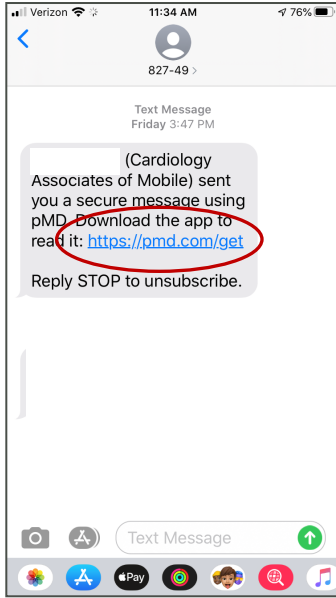 Verizon 11:34 AM 76%
827-49 >
Text Message
Friday 3:47 PM
(Cardiology
Associates of Mobile) sent
you a secure message using
pMD. Download the app to
read it: https://pmd.com/get
Reply STOP to unsubscribe.
Text Message
Pay